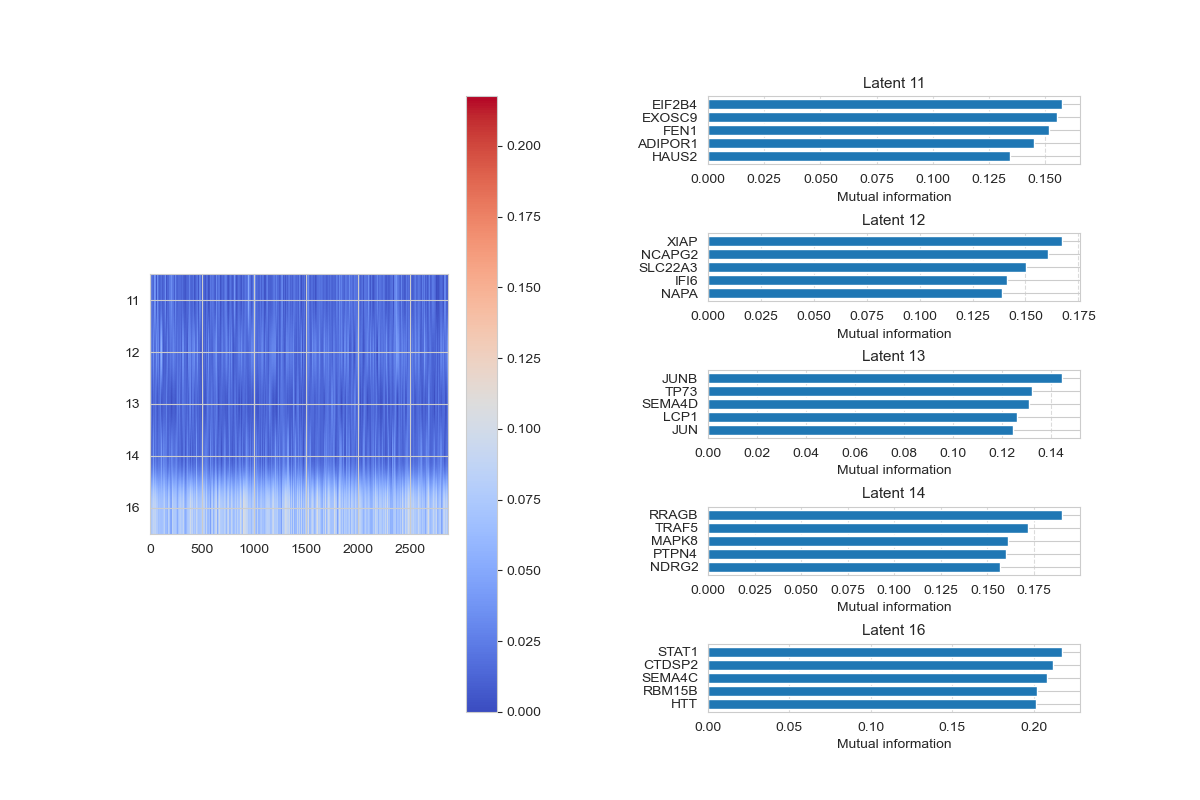 11
12
13
14
16
0 500 1000 1500 2000 2500
0.200
0.175
0.150
0.125
0.100
0.075
0.050
0.025
0.000
Latent 11
EIF2B4
EXOSC9
FEN1
ADIPOR1
HAUS2
0.000 0.025 0.050 0.075 0.100 0.125 0.150
Mutual information
Latent 12
XIAP
NCAPG2
SLC22A3
IFI6
NAPA
0.000 0.025 0.050 0.075 0.100 0.125 0.150 0.175
Mutual information
Latent 13
JUNB
TP73
SEMA4D
LCP1
JUN
0.00 0.02 0.04 0.06 0.08 0.10 0.12 0.14
Mutual information
Latent 14
RRAGB
TRAF5
MAPK8
PTPN4
NDRG2
0.000 0.025 0.050 0.075 0.100 0.125 0.150 0.175
Mutual information
Latent 16
STAT1
CTDSP2
SEMA4C
RBM15B
HTT
0.00 0.05 0.10 0.15 0.20
Mutual information